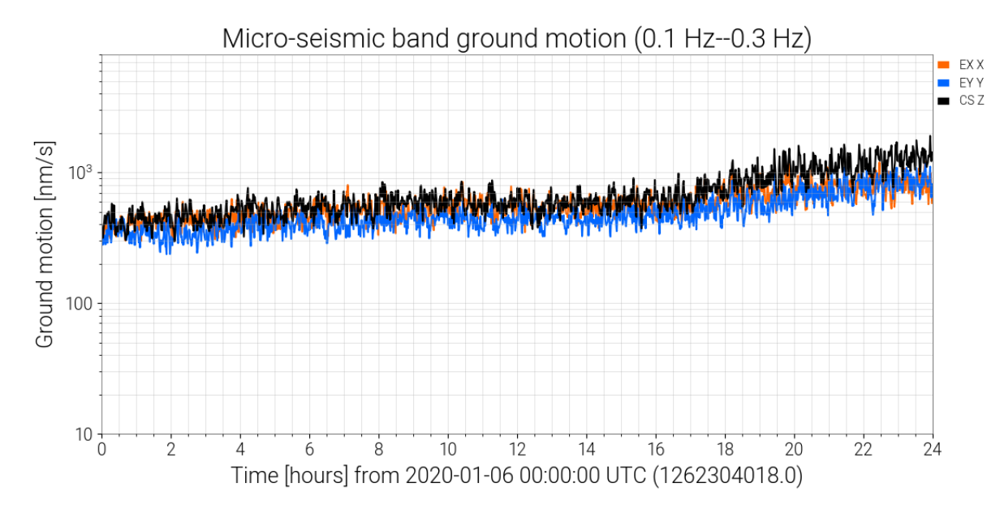 Micro-seismic band ground motion (0.1 Hz--0.3 Hz)
EX X
EY Y
CS Z
Ground motion [nm/s]
10³
100
10
0 2 4 6 8 10 12 14 16 18 20 22 24
Time [hours] from 2020-01-06 00:00:00 UTC (1262304018.0)